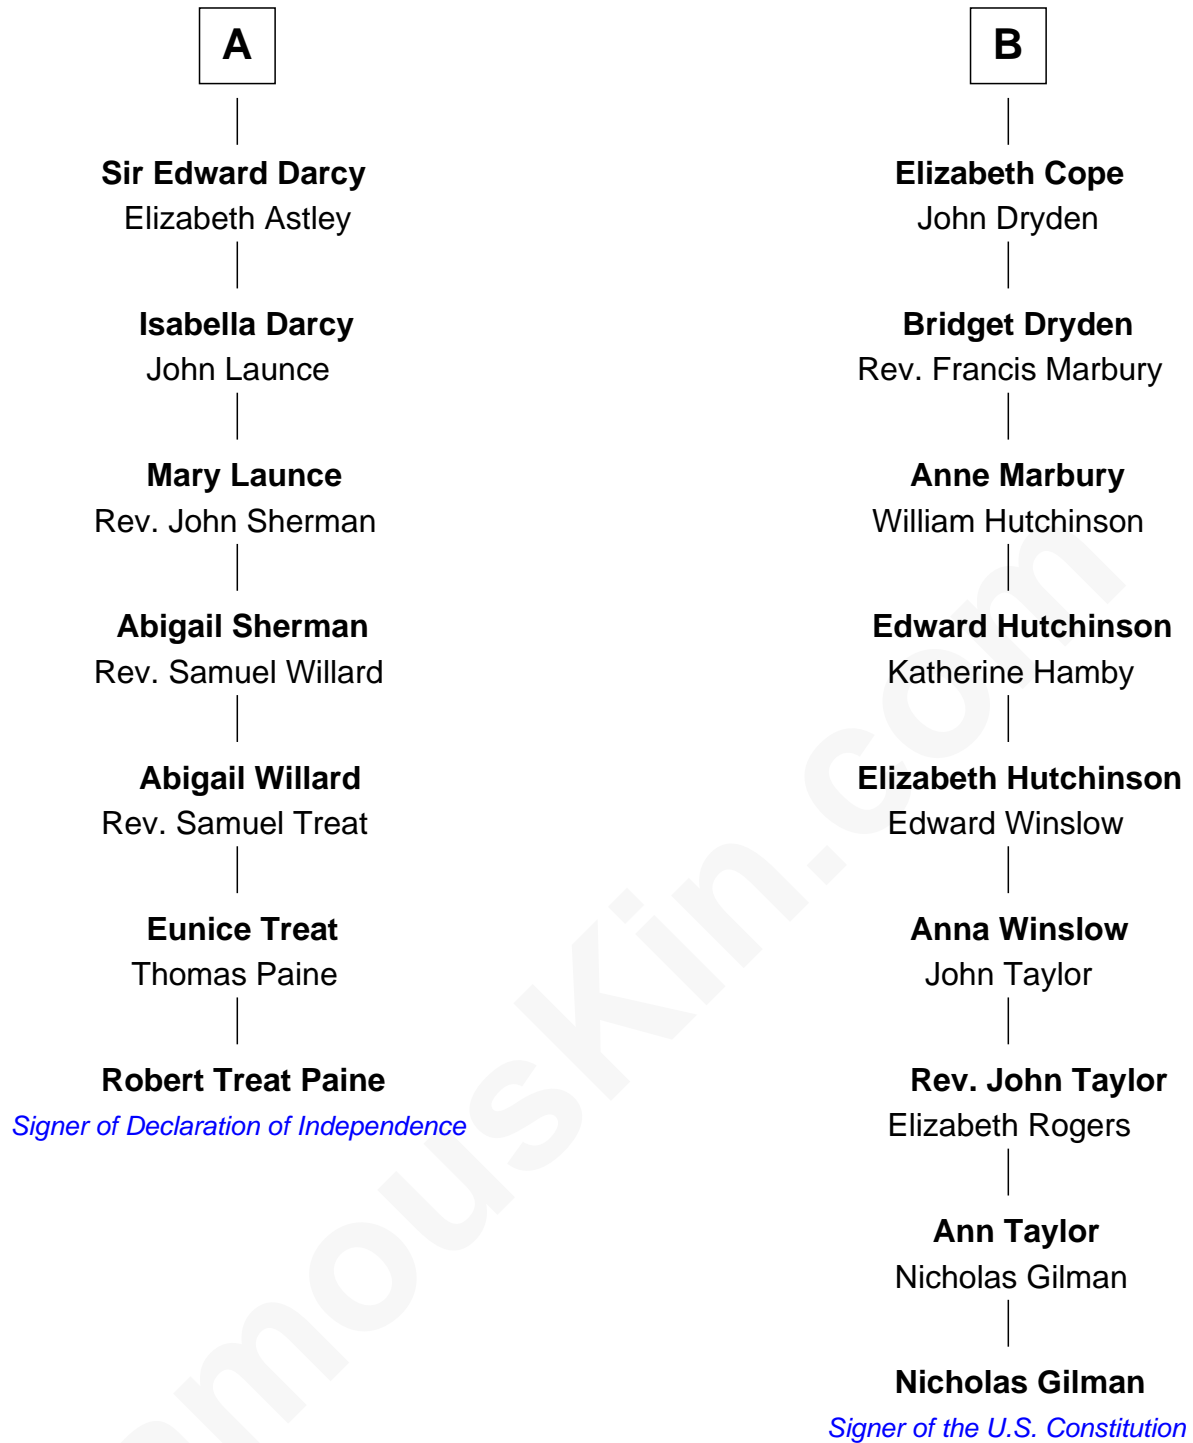 A
Sir Edward Darcy
Elizabeth Astley
Isabella Darcy
John Launce
Mary Launce
Rev. John Sherman
Abigail Sherman
Rev. Samuel Willard
Abigail Willard
Rev. Samuel Treat
Eunice Treat
Thomas Paine
Robert Treat Paine
Signer of Declaration of Independence
B
Elizabeth Cope
John Dryden
Bridget Dryden
Rev. Francis Marbury
Anne Marbury
William Hutchinson
Edward Hutchinson
Katherine Hamby
Elizabeth Hutchinson
Edward Winslow
Anna Winslow
John Taylor
Rev. John Taylor
Elizabeth Rogers
Ann Taylor
Nicholas Gilman
Nicholas Gilman
Signer of the U.S. Constitution
amousKin.com